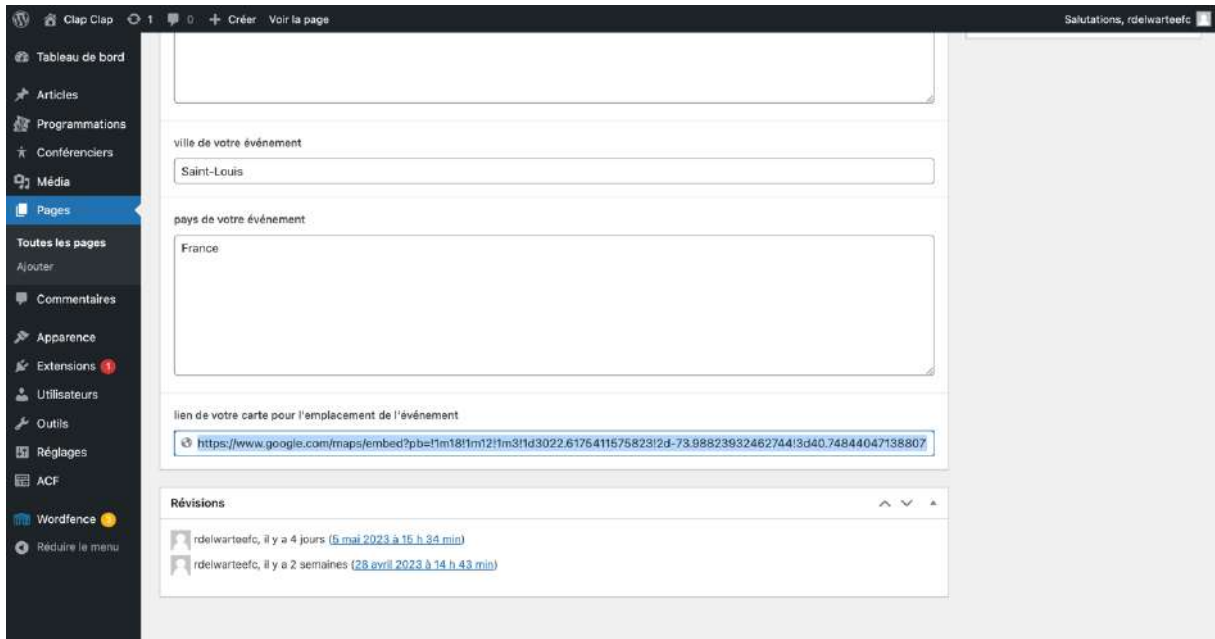 Clap Clap 1 0 + Créer Voir la page Salutations, rdelwarteefc
Tableau de bord
Articles
Programmations
Conférenciers
Média
Pages
Toutes les pages
Ajouter
Commentaires
Apparence
Extensions 1
Utilisateurs
Outils
Réglages
ACF
Wordfence 3
Réduire le menu
ville de votre événement
Saint-Louis
pays de votre événement
France
lien de votre carte pour l'emplacement de l'événement
https://www.google.com/maps/embed?pb=!1m18!1m12!1m3!1d3022.6175411575823!2d-73.98823932462744!3d40.74844047138807
Révisions
rdelwarteefc, il y a 4 jours (5 mai 2023 à 15 h 34 min)
rdelwarteefc, il y a 2 semaines (28 avril 2023 à 14 h 43 min)